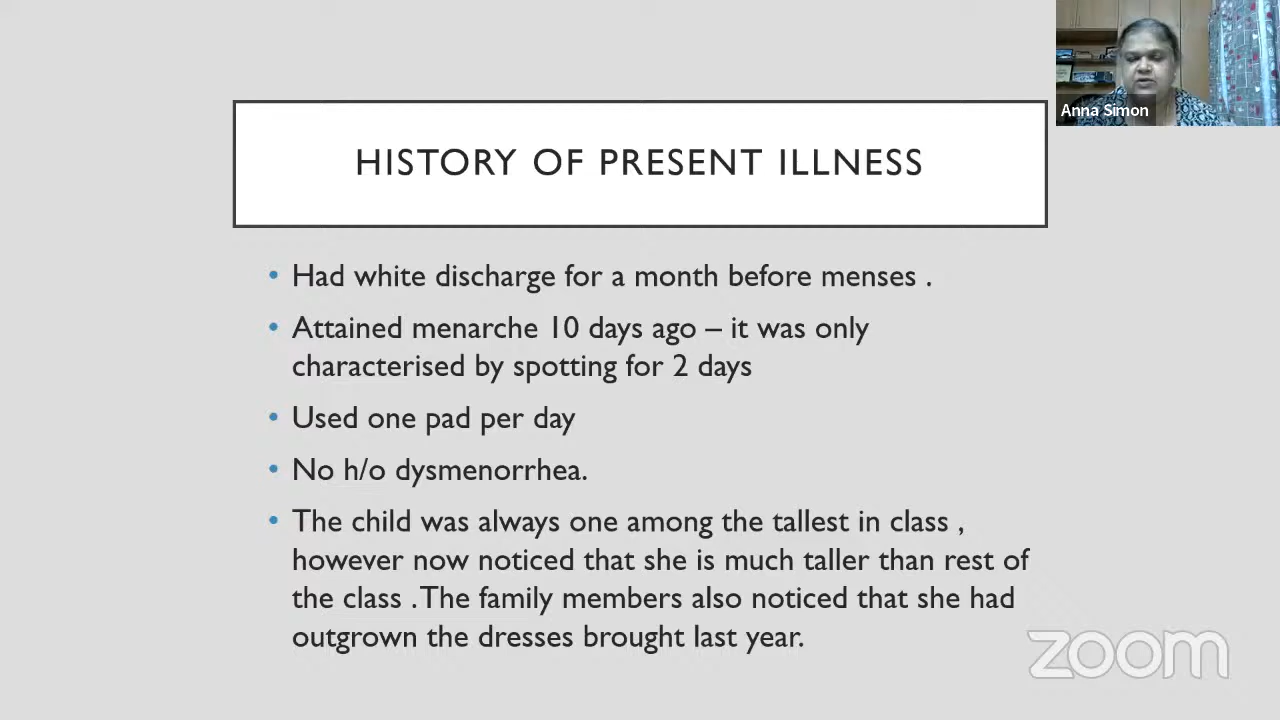 Anna Simon
HISTORY OF PRESENT ILLNESS
• Had white discharge for a month before menses .
• Attained menarche 10 days ago – it was only
characterised by spotting for 2 days
• Used one pad per day
• No h/o dysmenorrhea.
• The child was always one among the tallest in class ,
however now noticed that she is much taller than rest of
the class .The family members also noticed that she had
outgrown the dresses brought last year.
zoom